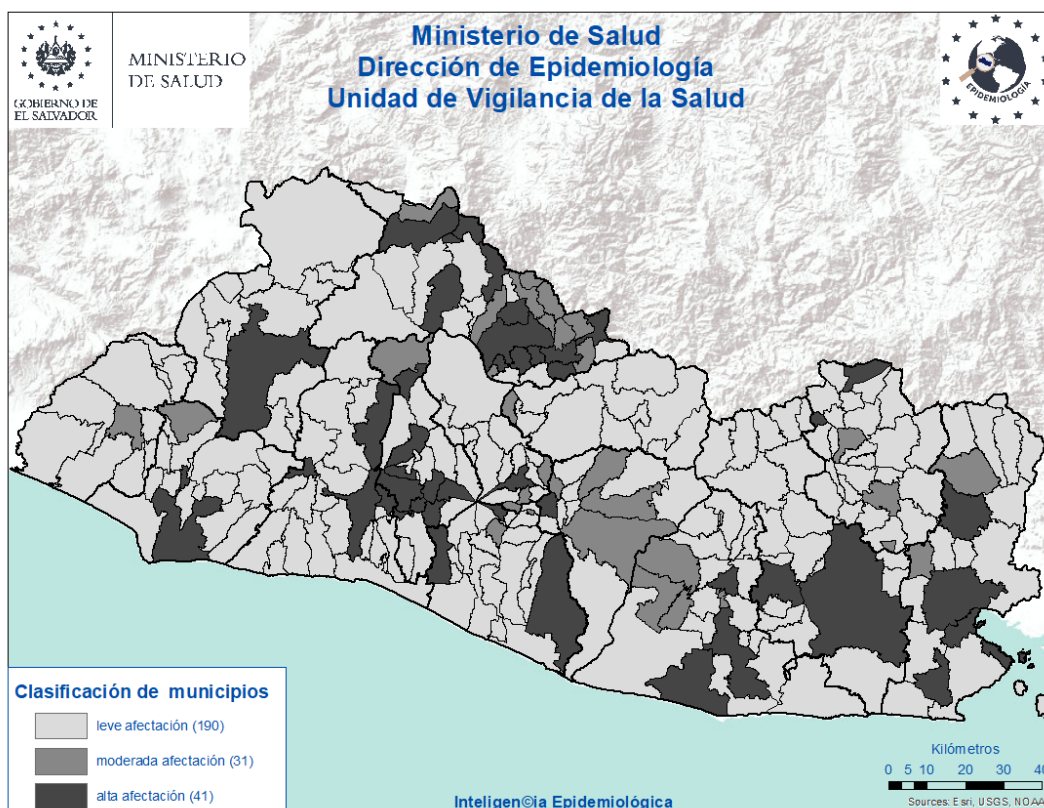 Ministerio de Salud
Dirección de Epidemiología
Unidad de Vigilancia de la Salud
GOBIERNO DE
EL SALVADOR
MINISTERIO
DE SALUD
EPIDEMIOLOGÍA
Clasificación de municipios
leve afectación (190)
moderada afectación (31)
alta afectación (41)
Inteligen©ia Epidemiológica
Kilómetros
0 5 10 20 30 40
Sources: Esri, USGS, NOAA